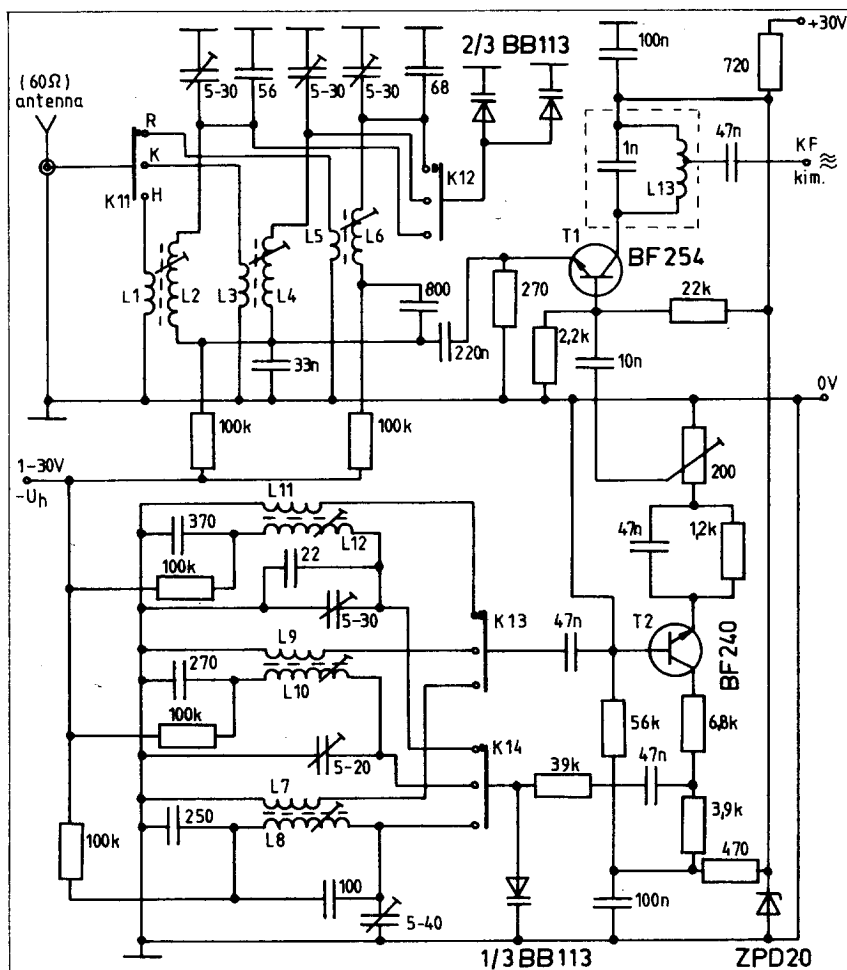 2/3 BB113
+30V
(60Ω)
antenna
5-30
56
5-30
5-30
68
100n
720
R
K
H
K11
K12
1n
L13
47n
KF
kim.
L1
L2
L3
L4
L5
L6
T1
BF254
800
270
22k
220n
2,2k
10n
33n
0V
100k
100k
200
1-30V
-Uh
L11
370
L12
47n
1,2k
100k
22
5-30
K13
47n
T2
BF240
L9
270
L10
100k
56k
6,8k
5-20
K14
47n
39k
L7
250
L8
3,9k
100k
470
100
5-40
100n
1/3 BB113
ZPD20